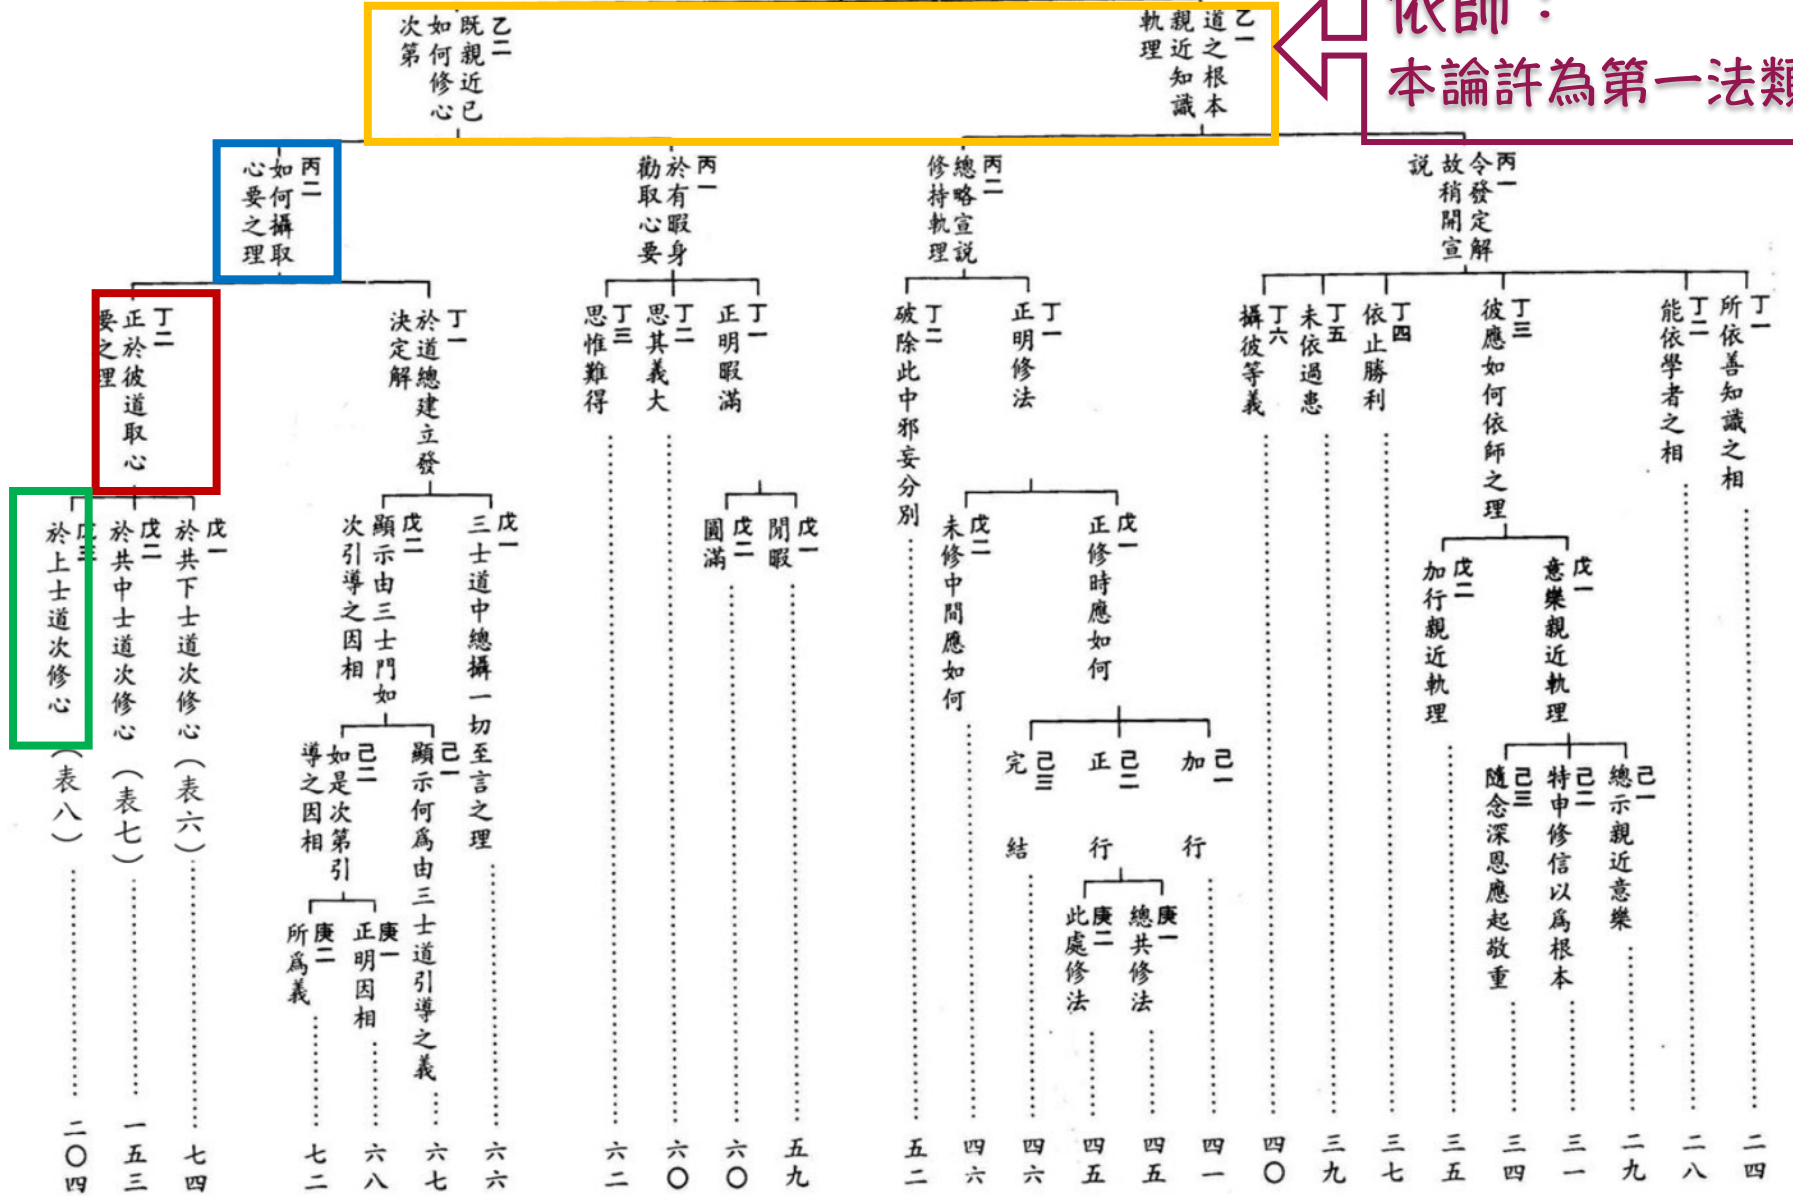 依師：
本論許為第一法類
乙一
道之根本
親近知識
軌理
乙二
既親近已
如何修心
次第
丙一
令發定解
故稍開宣
説
丙二
總略宣説
修持軌理
丙一
於有暇身
勸取心要
丙二
如何攝取
心要之理
丁一
所依善知識之相
丁二
能依學者之相
丁三
彼應如何依師之理
丁四
依止勝利
丁五
未依過患
丁六
攝彼等義
丁一
正明修法
丁二
破除此中邪妄分別
丁一
正明暇滿
丁二
思其義大
丁三
思惟難得
丁一
於道總建立發
決定解
丁二
正於彼道取心
要之理
戊一
意樂親近軌理
戊二
加行親近軌理
戊一
正修時應如何
戊二
未修中間應如何
戊一
閒暇
戊二
圓滿
戊一
三士道中總攝一切至言之理
戊二
顯示由三士門如
次引導之因相
戊一
於共下士道次修心（表六）
戊二
於共中士道次修心（表七）
戊三
於上士道次修心（表八）
己一
總示親近意樂
己二
特申修信以爲根本
己三
隨念深恩應起敬重
己一
加行
己二
正行
己三
完結
己一
顯示何爲由三士道引導之義
己二
如是次第引
導之因相
庚一
總共修法
庚二
此處修法
庚一
正明因相
庚二
所爲義
二四
二八
二九
三一
三四
三五
三七
三九
四〇
四一
四五
四五
四六
四六
五二
五九
六〇
六〇
六二
六六
六七
六八
七二
七四
一五三
二〇四